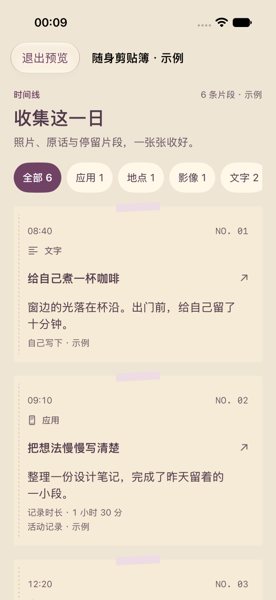 00:09
退出预览 随身剪贴簿 · 示例
时间线 6 条片段 · 示例
收集这一日
照片、原话与停留片段，一张张收好。
全部 6 应用 1 地点 1 影像 1 文字 2
08:40 NO. 01
文字
给自己煮一杯咖啡
窗边的光落在杯沿。出门前，给自己留了
十分钟。
自己写下 · 示例
09:10 NO. 02
应用
把想法慢慢写清楚
整理一份设计笔记，完成了昨天留着的
一小段。
记录时长 · 1 小时 30 分
活动记录 · 示例
12:20 NO. 03